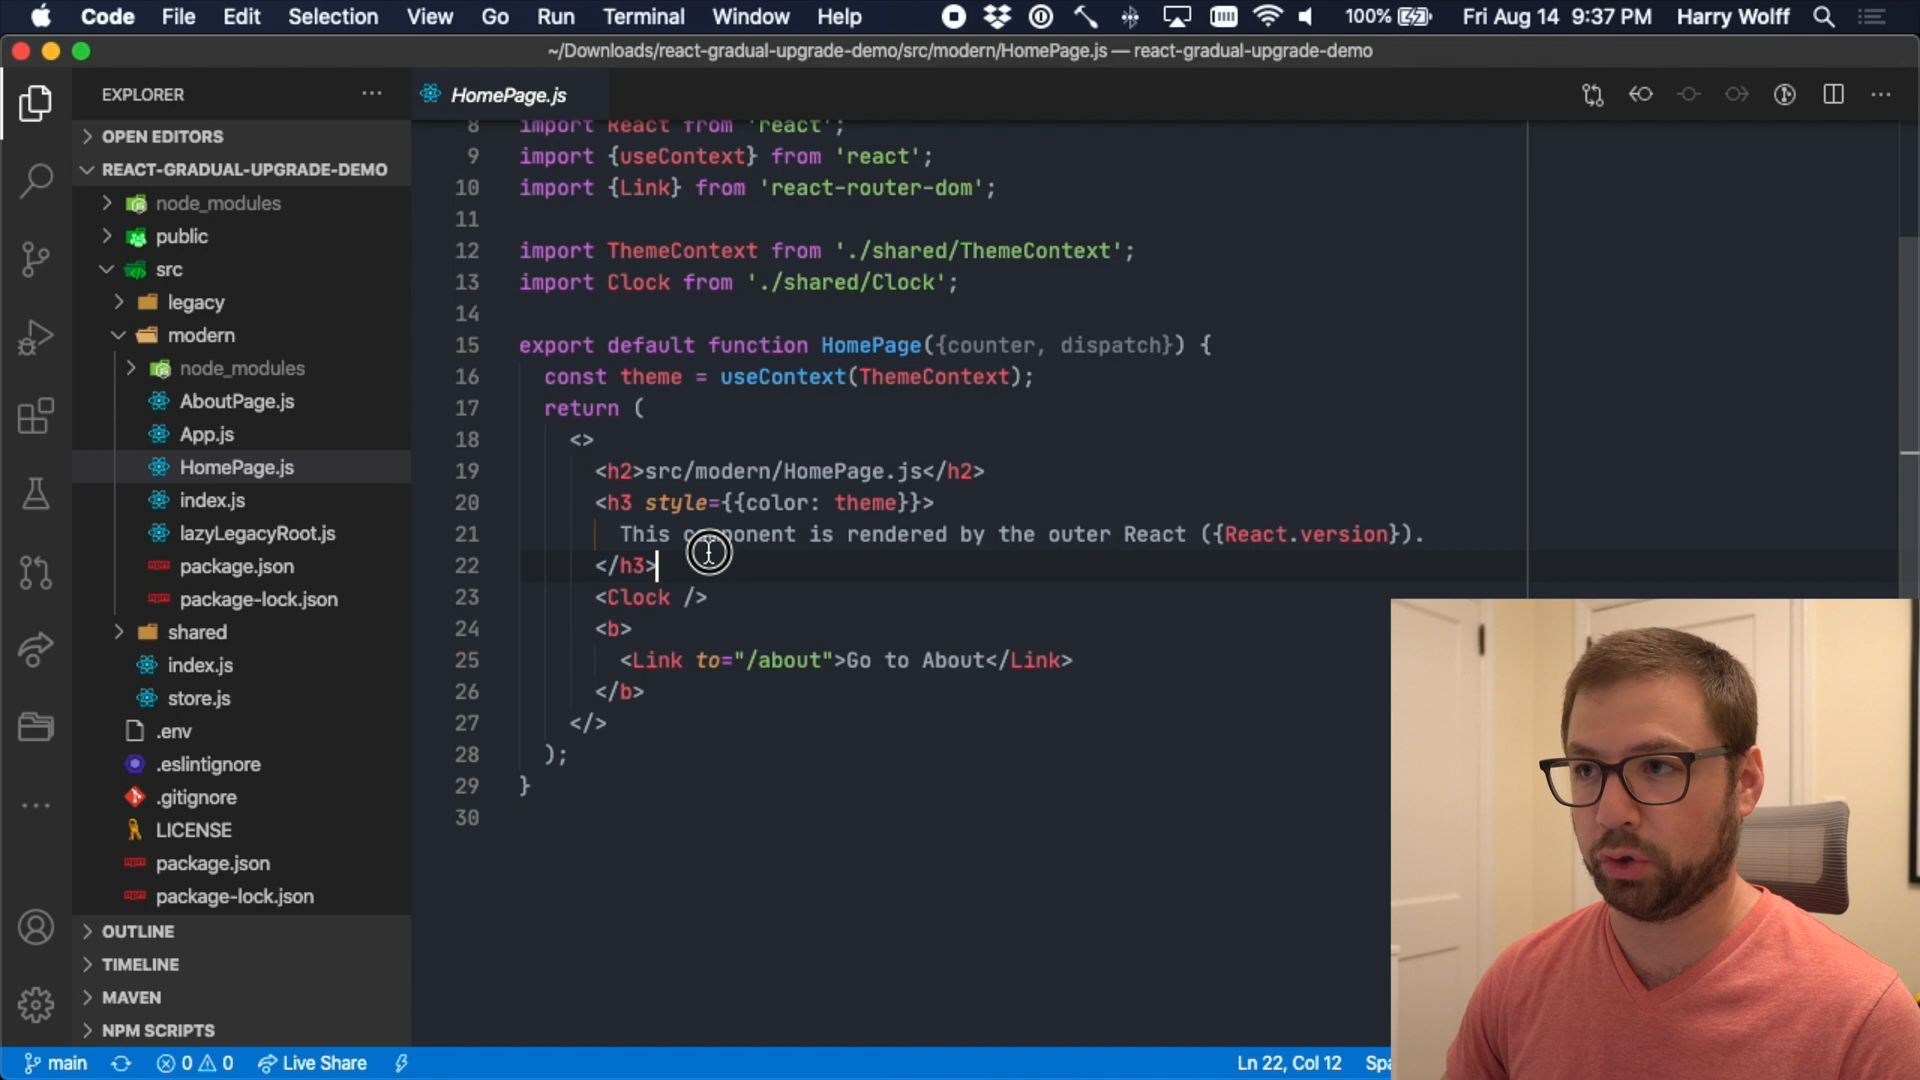 Code File Edit Selection View Go Run Terminal Window Help 100% Fri Aug 14 9:37 PM Harry Wolff
~/Downloads/react-gradual-upgrade-demo/src/modern/HomePage.js — react-gradual-upgrade-demo
EXPLORER
OPEN EDITORS
REACT-GRADUAL-UPGRADE-DEMO
node_modules
public
src
legacy
modern
node_modules
AboutPage.js
App.js
HomePage.js
index.js
lazyLegacyRoot.js
package.json
package-lock.json
shared
index.js
store.js
.env
.eslintignore
.gitignore
LICENSE
package.json
package-lock.json
OUTLINE
TIMELINE
MAVEN
NPM SCRIPTS
HomePage.js
8 import React from 'react';
9 import {useContext} from 'react';
10 import {Link} from 'react-router-dom';
11
12 import ThemeContext from './shared/ThemeContext';
13 import Clock from './shared/Clock';
14
15 export default function HomePage({counter, dispatch}) {
16 const theme = useContext(ThemeContext);
17 return (
18 <>
19 <h2>src/modern/HomePage.js</h2>
20 <h3 style={{color: theme}}>
21 This component is rendered by the outer React ({React.version}).
22 </h3>
23 <Clock />
24 <b>
25 <Link to="/about">Go to About</Link>
26 </b>
27 </>
28 );
29 }
30
main 0 0 Live Share Ln 22, Col 12